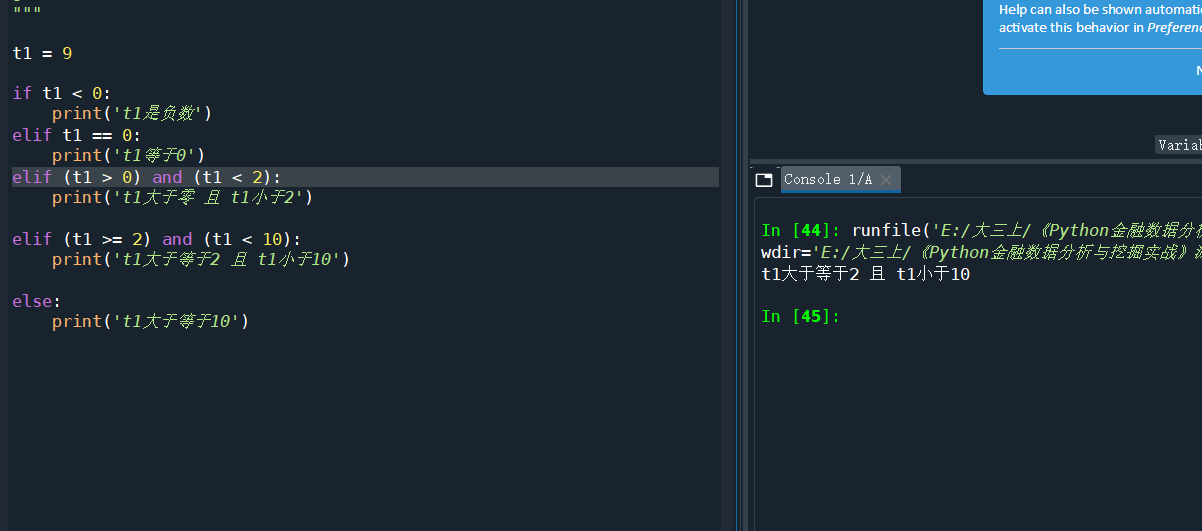 """
t1 = 9
if t1 < 0:
    print('t1是负数')
elif t1 == 0:
    print('t1等于0')
elif (t1 > 0) and (t1 < 2):
    print('t1大于零 且 t1小于2')
elif (t1 >= 2) and (t1 < 10):
    print('t1大于等于2 且 t1小于10')
else:
    print('t1大于等于10')
Help can also be shown
activate this behavior in
Console 1/A
In [44]: runfile('E:/大三上/《Python金融数据分
wdir='E:/大三上/《Python金融数据分析与挖掘实战》
t1大于等于2 且 t1小于10
In [45]: